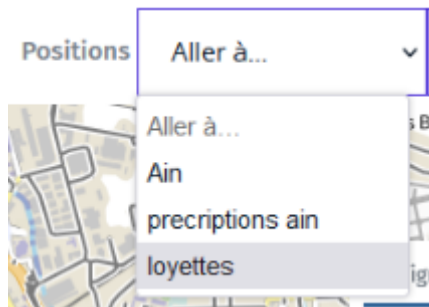 Positions Aller à...
Aller à...
Ain
precriptions ain
loyettes